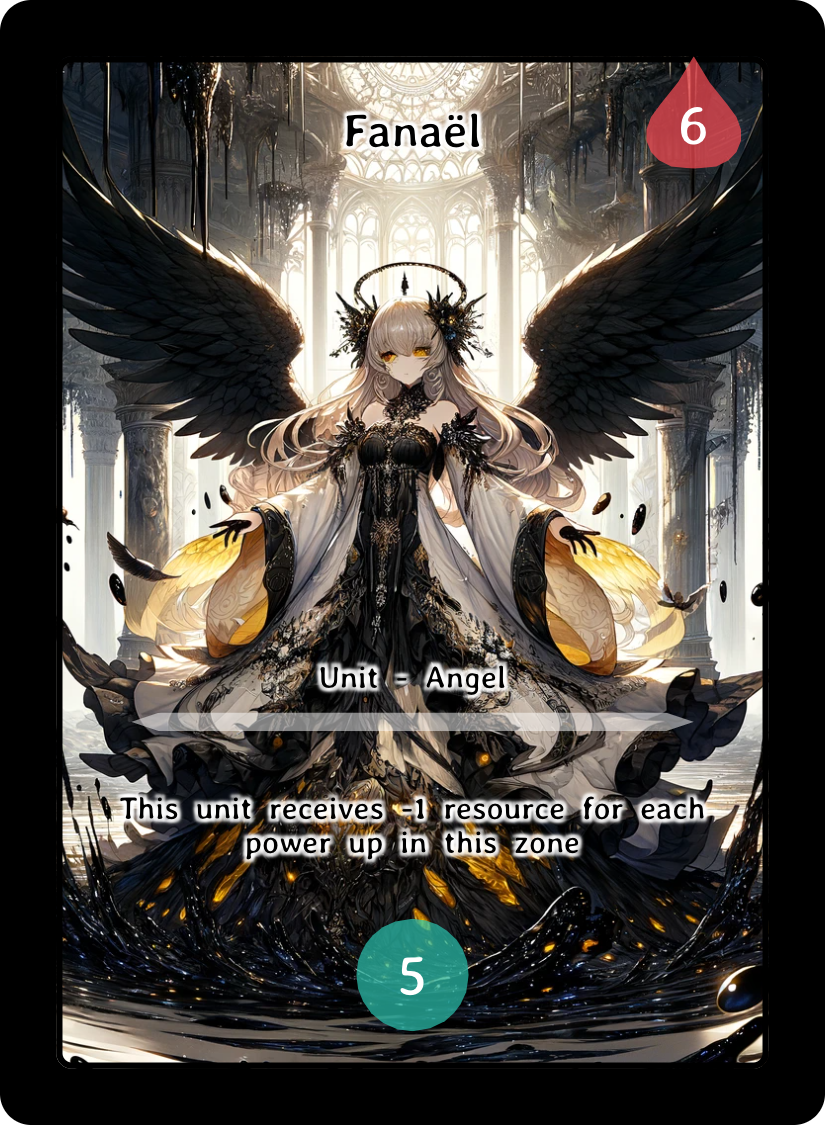 Fanaël
6
Unit - Angel
This unit receives -1 resource for each
power up in this zone
5